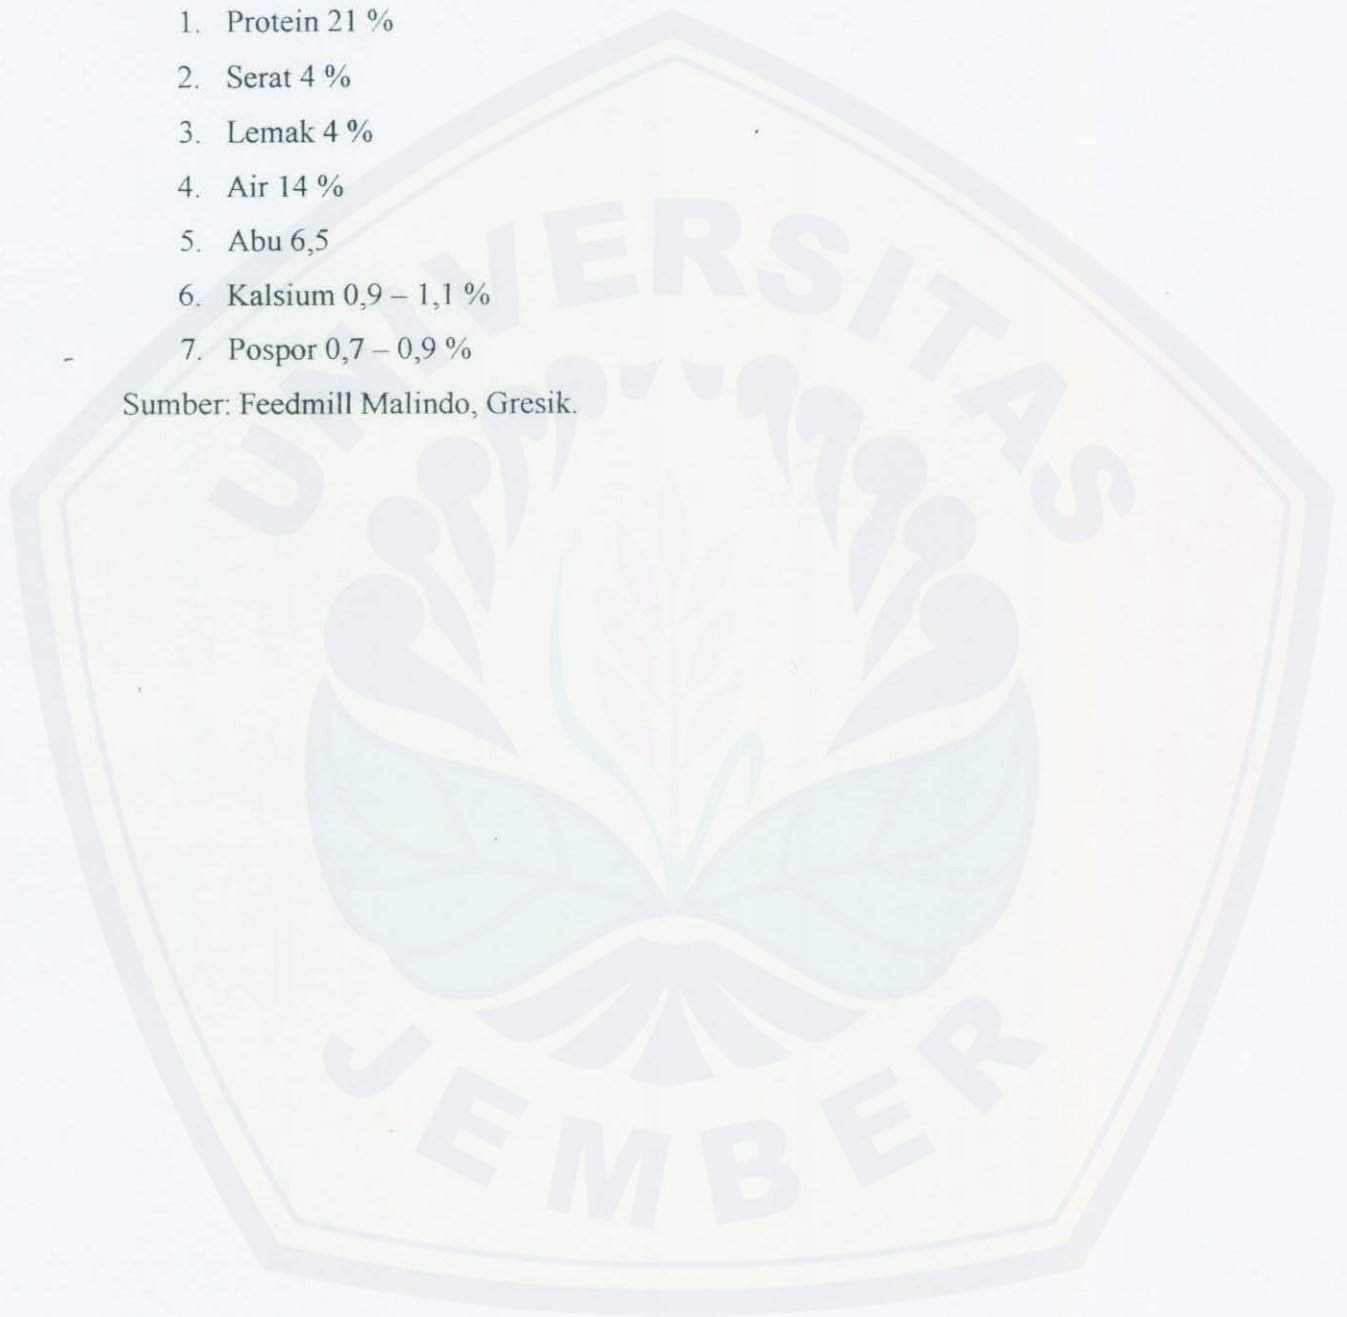 1. Protein 21 %
2. Serat 4 %
3. Lemak 4 %
4. Air 14 %
5. Abu 6,5
6. Kalsium 0,9 – 1,1 %
7. Pospor 0,7 – 0,9 %
Sumber: Feedmill Malindo, Gresik.
UNIVERSITAS
JEMBER